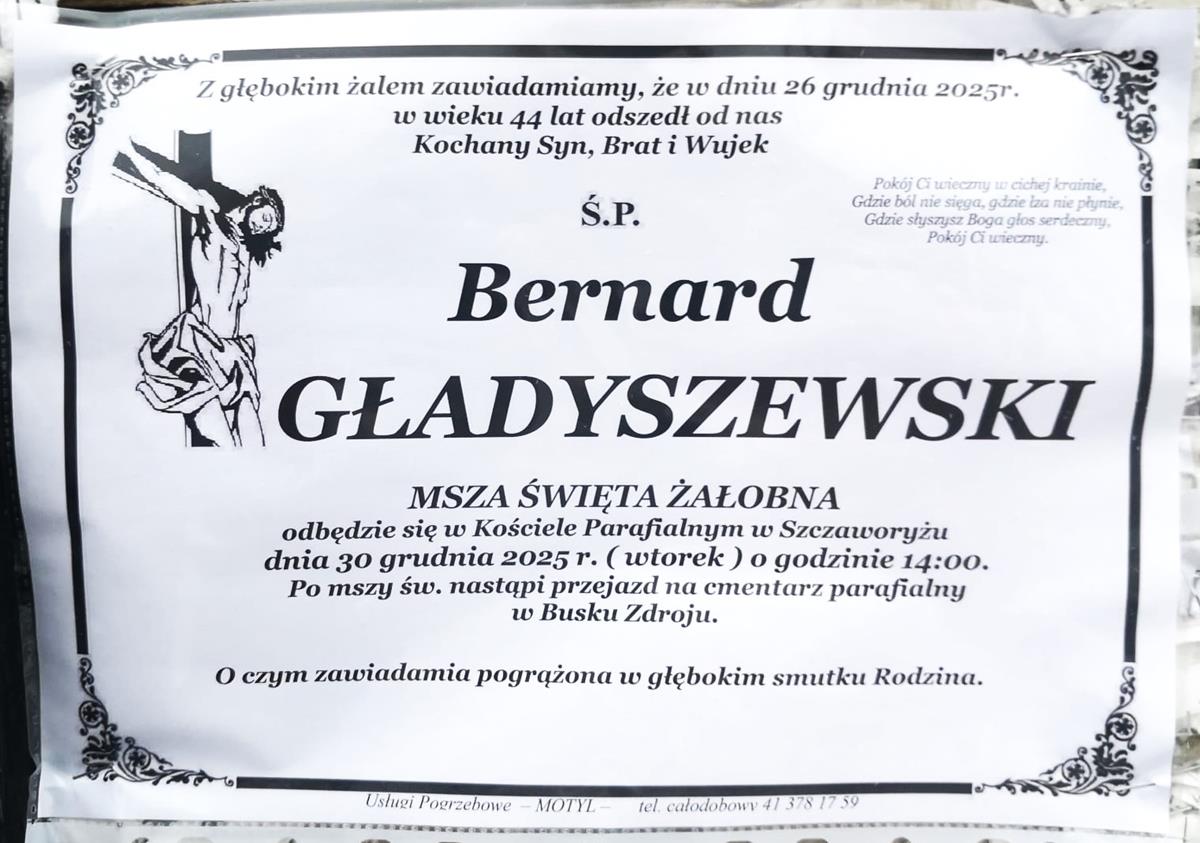 Z głębokim żalem zawiadamiamy, że w dniu 26 grudnia 2025r.
w wieku 44 lat odszedł od nas
Kochany Syn, Brat i Wujek
Pokój Ci wieczny w cichej krainie,
Gdzie ból nie sięga, gdzie łza nie płynie,
Gdzie słyszysz Boga głos serdeczny,
Pokój Ci wieczny.
Ś.P.
Bernard
GŁADYSZEWSKI
MSZA ŚWIĘTA ŻAŁOBNA
odbędzie się w Kościele Parafialnym w Szczaworyżu
dnia 30 grudnia 2025 r. ( wtorek ) o godzinie 14:00.
Po mszy św. nastąpi przejazd na cmentarz parafialny
w Busku Zdroju.
O czym zawiadamia pogrążona w głębokim smutku Rodzina.
Usługi Pogrzebowe – MOTYL – tel. całodobowy 41 378 17 59